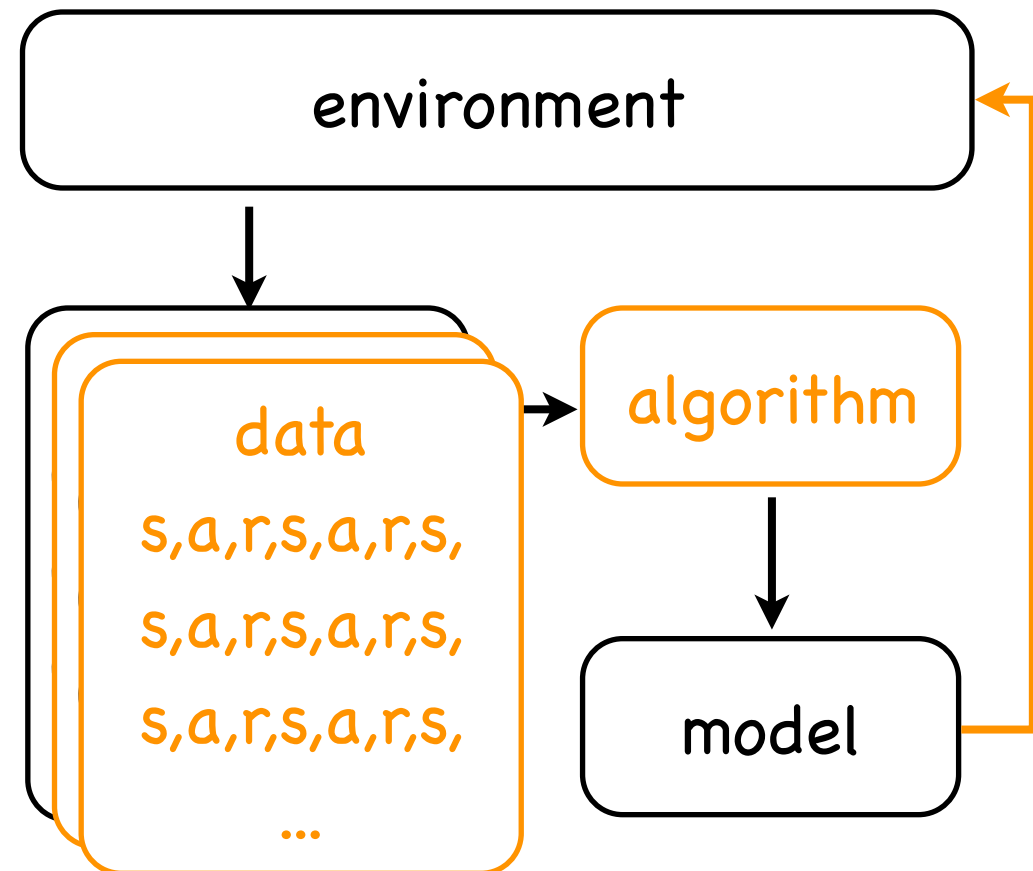 environment
data
algorithm
s,a,r,s,a,r,s,
s,a,r,s,a,r,s,
s,a,r,s,a,r,s,
...
model